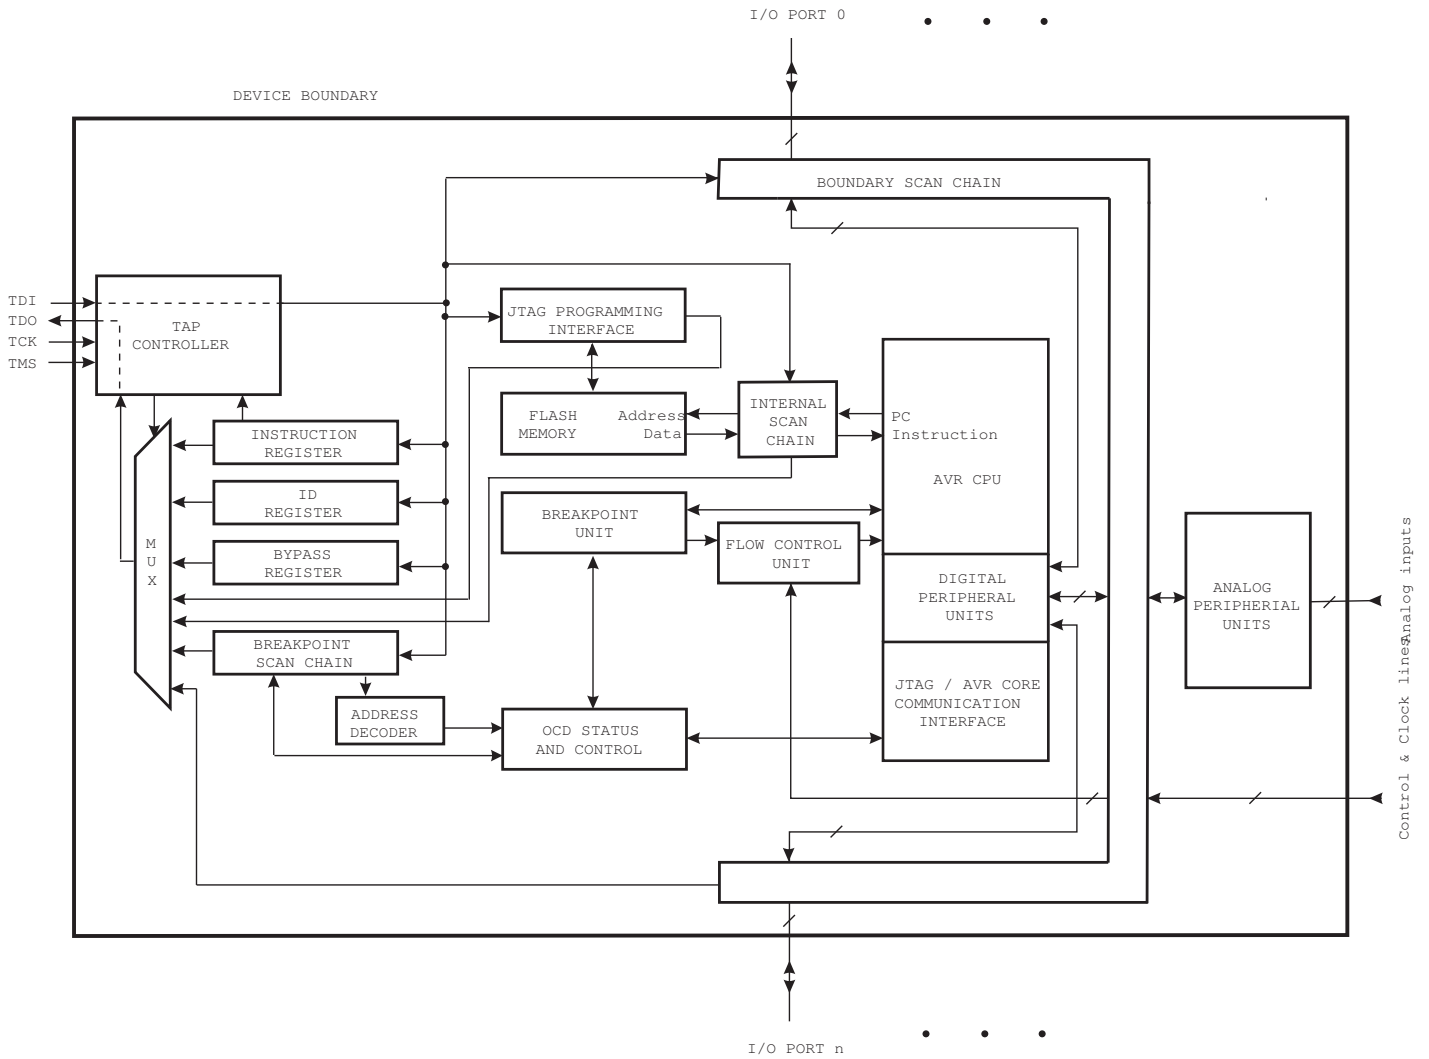 I/O PORT 0
DEVICE BOUNDARY
BOUNDARY SCAN CHAIN
TDI
TDO
TCK
TMS
TAP
CONTROLLER
JTAG PROGRAMMING
INTERFACE
FLASH
MEMORY
Address
Data
INTERNAL
SCAN
CHAIN
PC
Instruction
AVR CPU
INSTRUCTION
REGISTER
ID
REGISTER
BYPASS
REGISTER
M
U
X
BREAKPOINT
UNIT
FLOW CONTROL
UNIT
DIGITAL
PERIPHERAL
UNITS
ANALOG
PERIPHERIAL
UNITS
Analog inputs
Control & Clock lines
BREAKPOINT
SCAN CHAIN
ADDRESS
DECODER
OCD STATUS
AND CONTROL
JTAG / AVR CORE
COMMUNICATION
INTERFACE
I/O PORT n